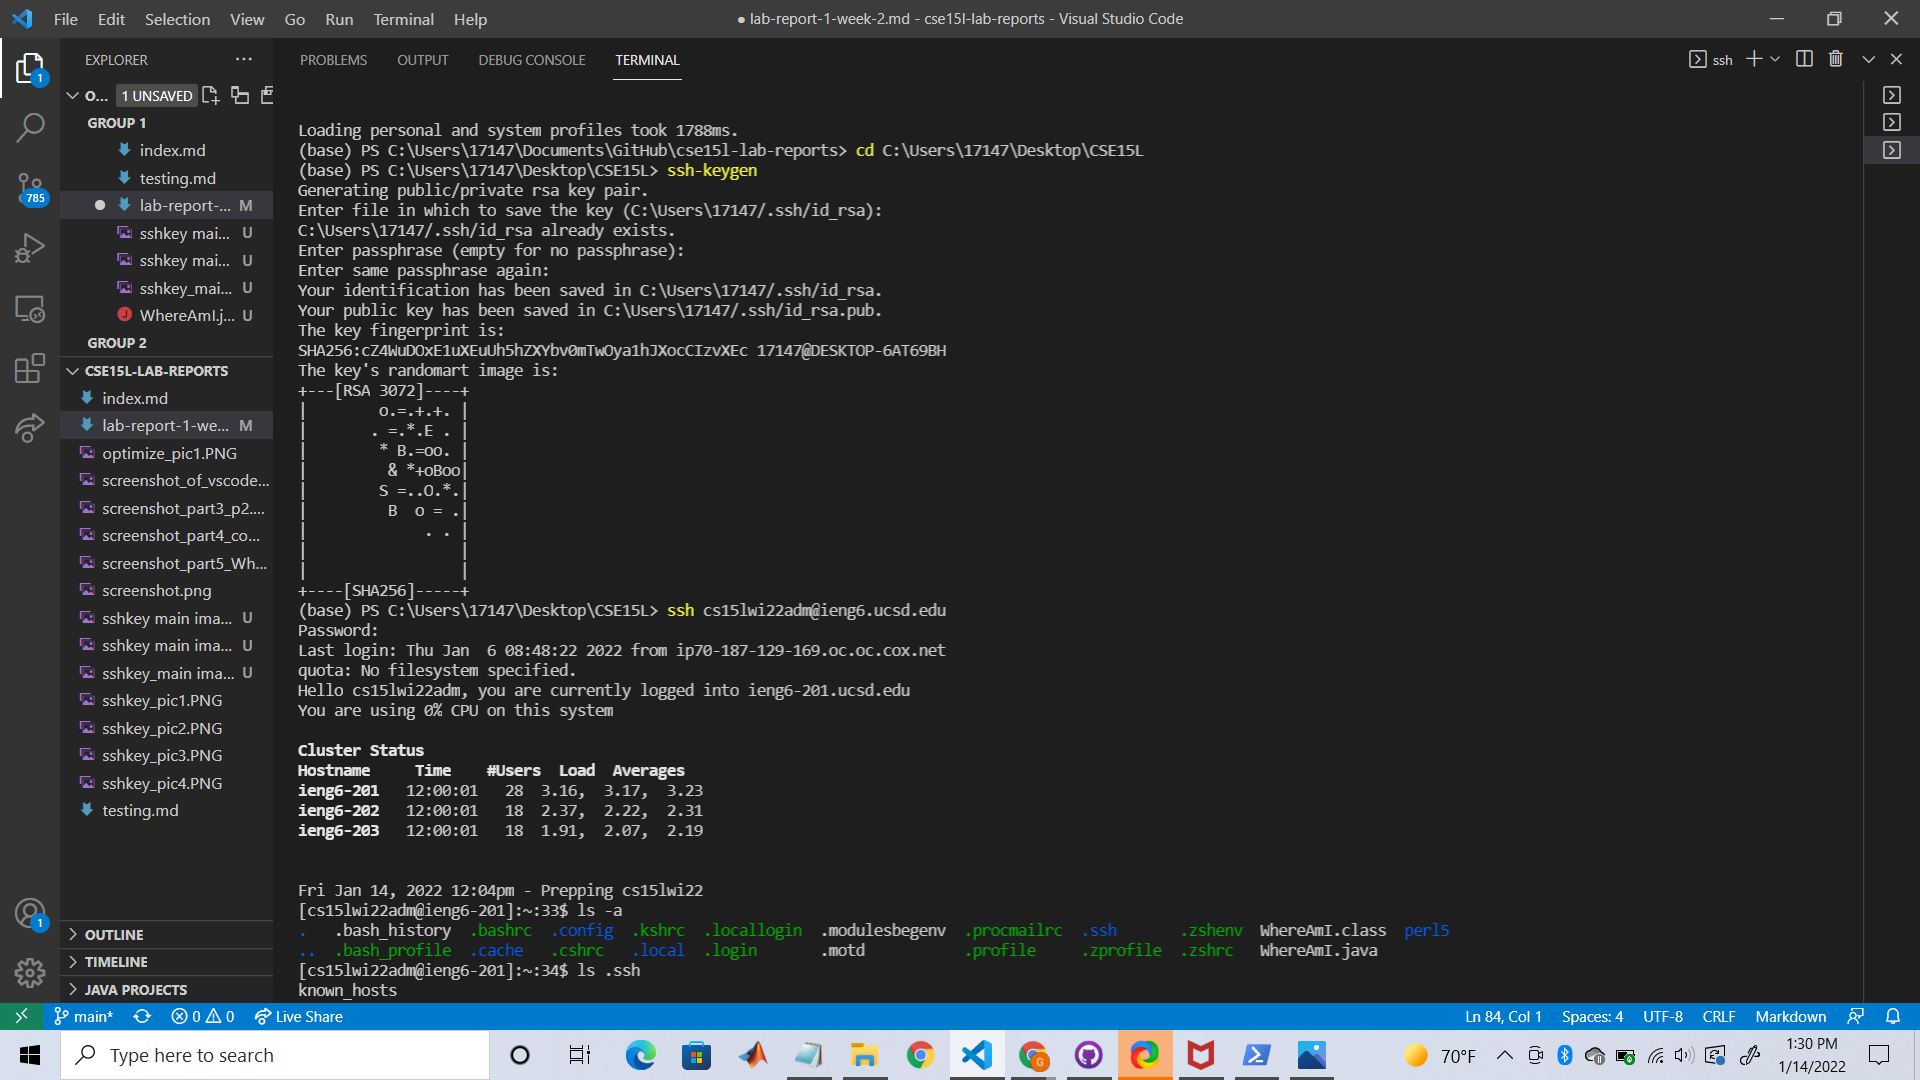 File Edit Selection View Go Run Terminal Help
● lab-report-1-week-2.md - cse15l-lab-reports - Visual Studio Code
EXPLORER
O... 1 UNSAVED
GROUP 1
index.md
testing.md
lab-report-... M
sshkey mai... U
sshkey mai... U
sshkey_mai... U
WhereAmI.j... U
GROUP 2
CSE15L-LAB-REPORTS
index.md
lab-report-1-we... M
optimize_pic1.PNG
screenshot_of_vscode...
screenshot_part3_p2....
screenshot_part4_co...
screenshot_part5_Wh...
screenshot.png
sshkey main ima... U
sshkey main ima... U
sshkey_main ima... U
sshkey_pic1.PNG
sshkey_pic2.PNG
sshkey_pic3.PNG
sshkey_pic4.PNG
testing.md
OUTLINE
TIMELINE
JAVA PROJECTS
1
785
1
PROBLEMS OUTPUT DEBUG CONSOLE TERMINAL
ssh
Loading personal and system profiles took 1788ms.
(base) PS C:\Users\17147\Documents\GitHub\cse15l-lab-reports> cd C:\Users\17147\Desktop\CSE15L
(base) PS C:\Users\17147\Desktop\CSE15L> ssh-keygen
Generating public/private rsa key pair.
Enter file in which to save the key (C:\Users\17147/.ssh/id_rsa):
C:\Users\17147/.ssh/id_rsa already exists.
Enter passphrase (empty for no passphrase):
Enter same passphrase again:
Your identification has been saved in C:\Users\17147/.ssh/id_rsa.
Your public key has been saved in C:\Users\17147/.ssh/id_rsa.pub.
The key fingerprint is:
SHA256:cZ4WuDOxE1uXEuUh5hZXYbv0mTwOya1hJXocCIzvXEc 17147@DESKTOP-6AT69BH
The key's randomart image is:
+---[RSA 3072]----+
|        o.=.+.+. |
|       . =.*.E . |
|        * B.=oo. |
|         & *+oBoo|
|        S =..O.*.|
|         B  o = .|
|             . . |
|                 |
|                 |
+----[SHA256]-----+
(base) PS C:\Users\17147\Desktop\CSE15L> ssh cs15lwi22adm@ieng6.ucsd.edu
Password:
Last login: Thu Jan  6 08:48:22 2022 from ip70-187-129-169.oc.oc.cox.net
quota: No filesystem specified.
Hello cs15lwi22adm, you are currently logged into ieng6-201.ucsd.edu
You are using 0% CPU on this system
Cluster Status
Hostname     Time    #Users  Load  Averages
ieng6-201   12:00:01   28  3.16,  3.17,  3.23
ieng6-202   12:00:01   18  2.37,  2.22,  2.31
ieng6-203   12:00:01   18  1.91,  2.07,  2.19
Fri Jan 14, 2022 12:04pm - Prepping cs15lwi22
[cs15lwi22adm@ieng6-201]:~:33$ ls -a
.   .bash_history  .bashrc  .config  .kshrc  .locallogin  .modulesbegenv  .procmailrc  .ssh       .zshenv  WhereAmI.class  perl5
..  .bash_profile  .cache   .cshrc   .local  .login       .motd           .profile     .zprofile  .zshrc   WhereAmI.java
[cs15lwi22adm@ieng6-201]:~:34$ ls .ssh
known_hosts
main* 0 0 Live Share Ln 84, Col 1 Spaces: 4 UTF-8 CRLF Markdown
Type here to search
G
70°F
1:30 PM
1/14/2022